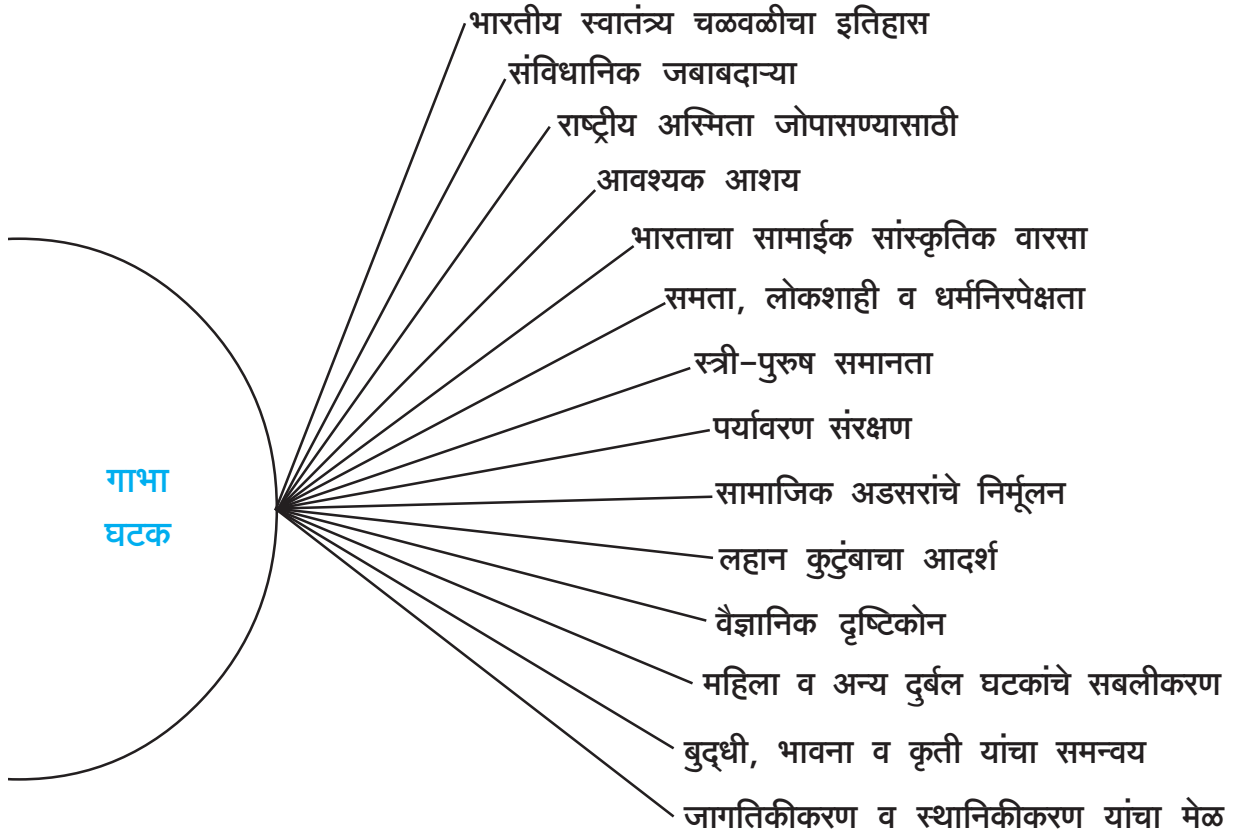 भारतीय स्वातंत्र्य चळवळीचा इतिहास
संविधानिक जबाबदाऱ्या
राष्ट्रीय अस्मिता जोपासण्यासाठी
आवश्यक आशय
भारताचा सामाईक सांस्कृतिक वारसा
समता, लोकशाही व धर्मनिरपेक्षता
स्त्री-पुरुष समानता
पर्यावरण संरक्षण
गाभा
घटक
सामाजिक अडसरांचे निर्मूलन
लहान कुटुंबाचा आदर्श
वैज्ञानिक दृष्टिकोन
महिला व अन्य दुर्बल घटकांचे सबलीकरण
बुद्धी, भावना व कृती यांचा समन्वय
जागतिकीकरण व स्थानिकीकरण यांचा मेळ